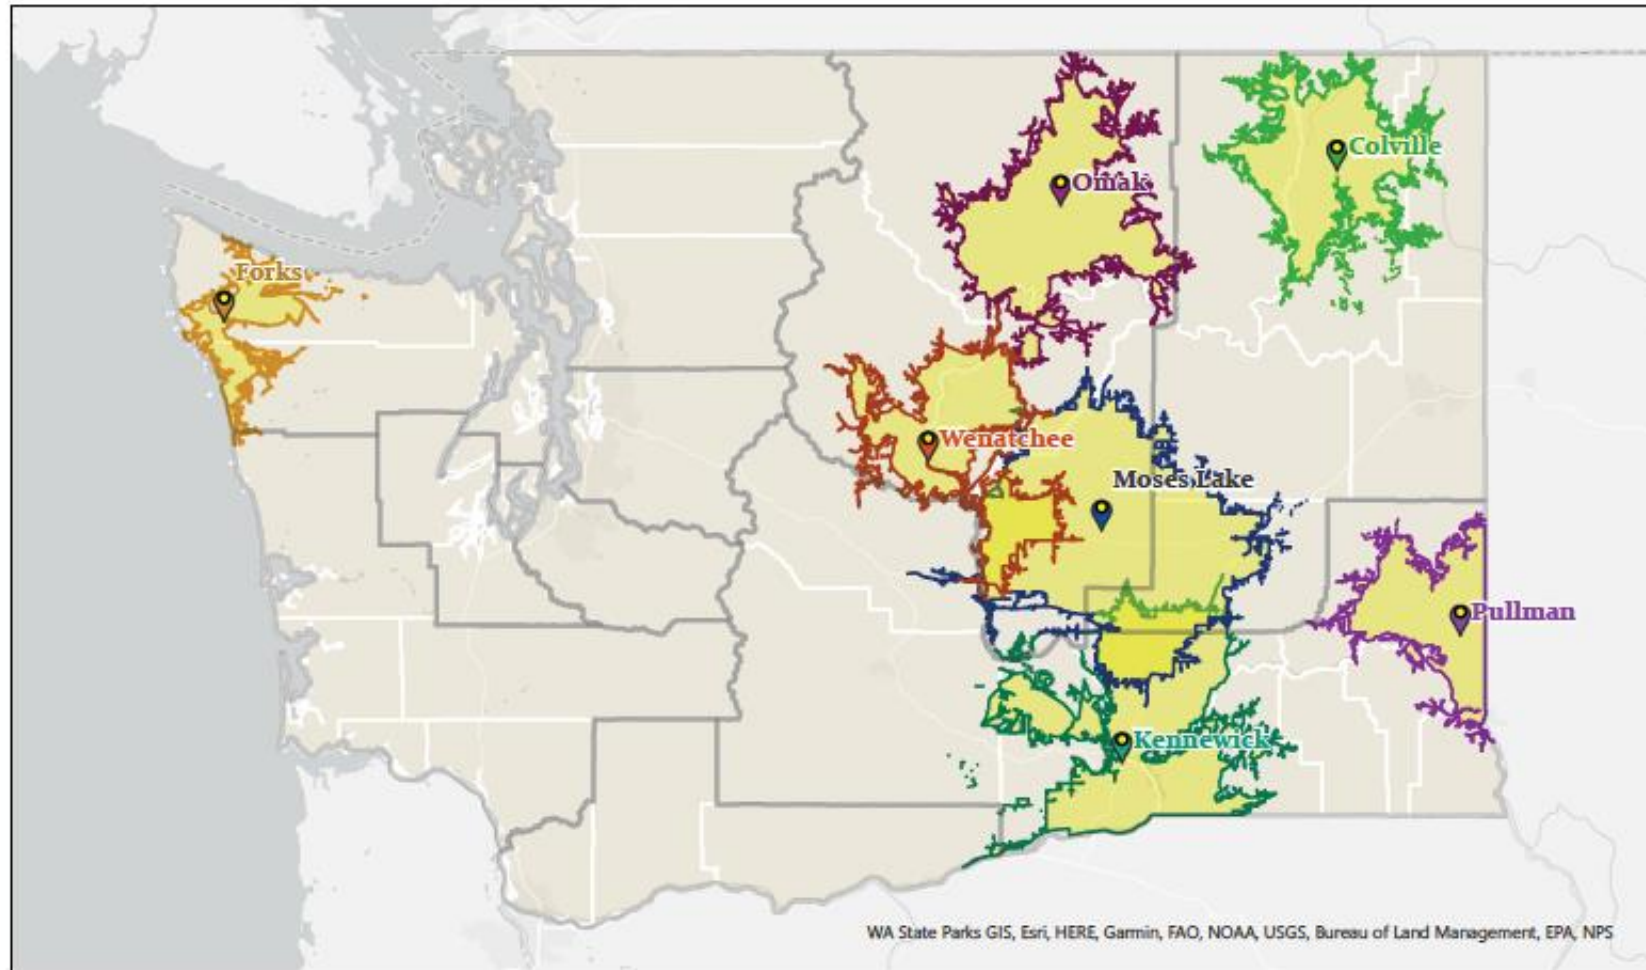 Colville
Omak
Forks
Wenatchee
Moses Lake
Pullman
Kennewick
WA State Parks GIS, Esri, HERE, Garmin, FAO, NOAA, USGS, Bureau of Land Management, EPA, NPS